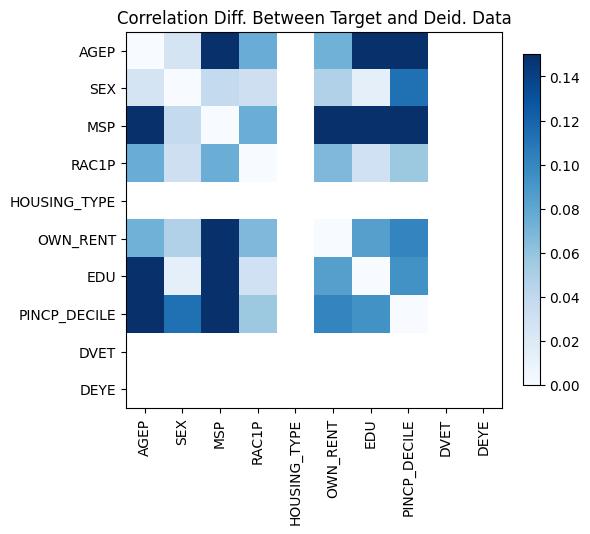 Correlation Diff. Between Target and Deid. Data
AGEP
SEX
MSP
RAC1P
HOUSING_TYPE
OWN_RENT
EDU
PINCP_DECILE
DVET
DEYE
AGEP
SEX
MSP
RAC1P
HOUSING_TYPE
OWN_RENT
EDU
PINCP_DECILE
DVET
DEYE
0.14
0.12
0.10
0.08
0.06
0.04
0.02
0.00